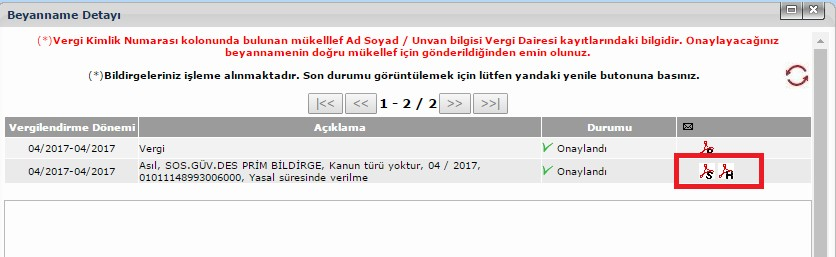 Beyanname Detayı
(*)Vergi Kimlik Numarası kolonunda bulunan mükelllef Ad Soyad / Unvan bilgisi Vergi Dairesi kayıtlarındaki bilgidir. Onaylayacağınız
beyannamenin doğru mükellef için gönderildiğinden emin olunuz.
(*)Bildirgeleriniz işleme alınmaktadır. Son durumu görüntülemek için lütfen yandaki yenile butonuna basınız.
|<< << 1 - 2 / 2 >> >>|
Vergilendirme Dönemi Açıklama Durumu
04/2017-04/2017 Vergi Onaylandı
04/2017-04/2017 Asıl, SOS.GÜV.DES PRİM BİLDİRGE, Kanun türü yoktur, 04 / 2017, Onaylandı S A
01011148993006000, Yasal süresinde verilme